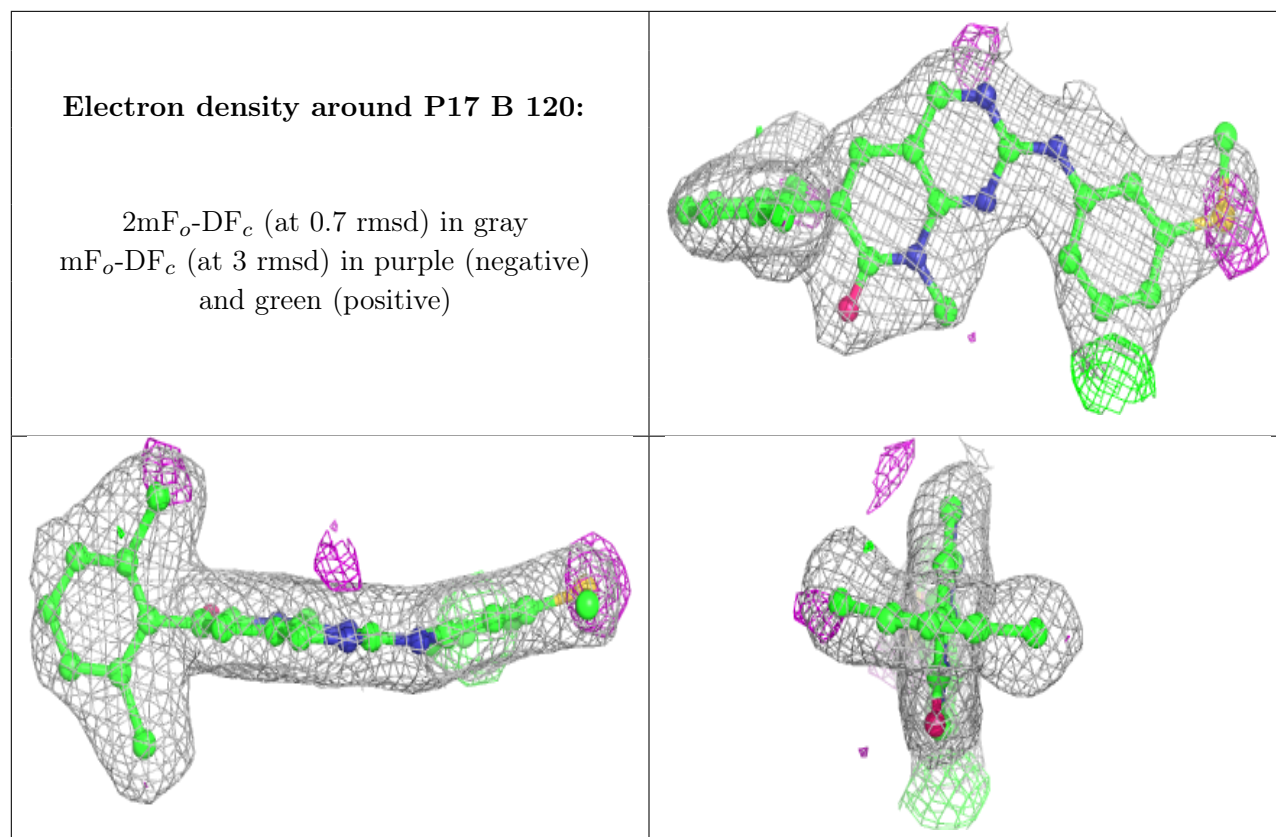 Electron density around P17 B 120:
2mFo-DFc (at 0.7 rmsd) in gray
mFo-DFc (at 3 rmsd) in purple (negative)
and green (positive)